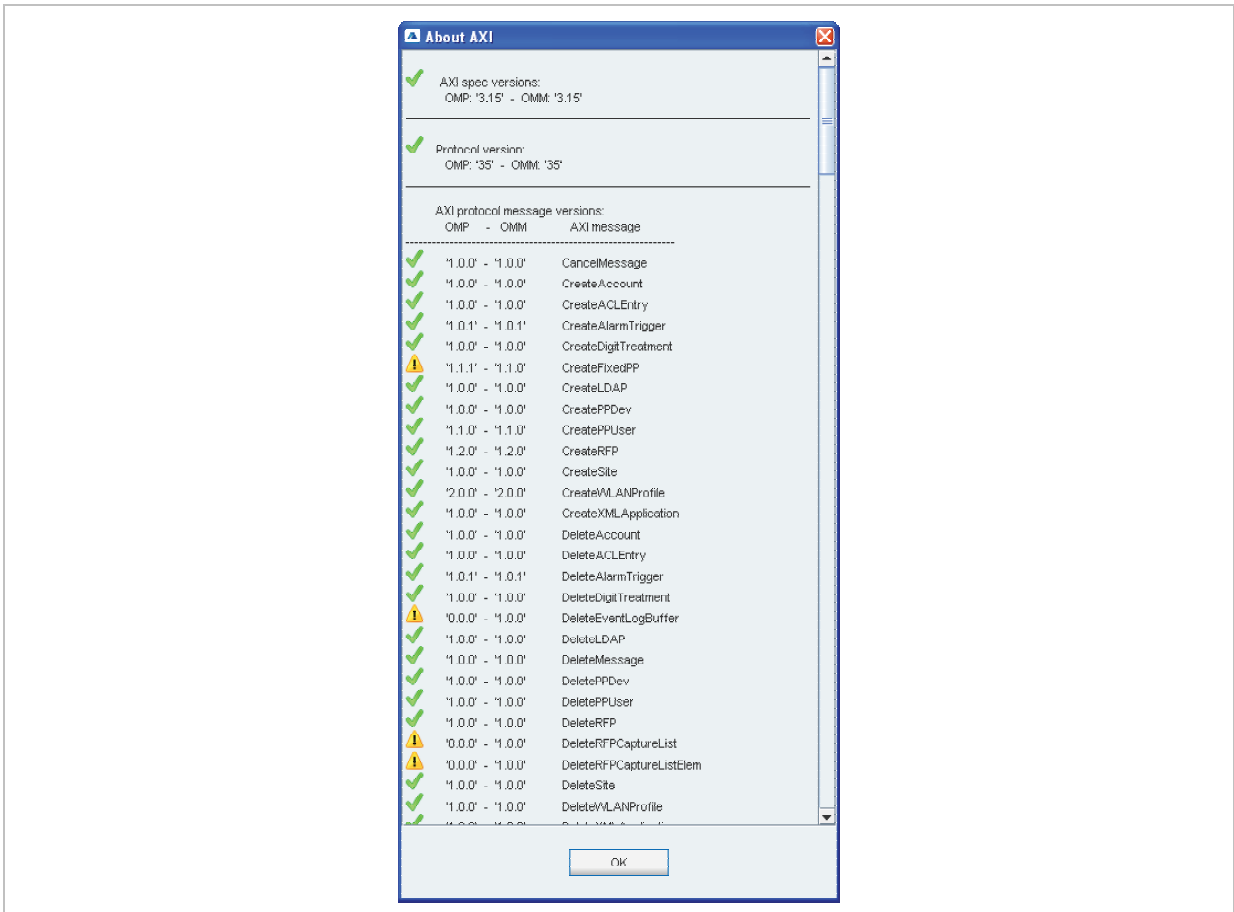 About AXI
AXI spec versions:
OMP: '3.15' - OMM: '3.15'
Protocol version:
OMP: '35' - OMM: '35'
AXI protocol message versions:
OMP - OMM AXI message
'1.0.0' - '1.0.0' CancelMessage
'1.0.0' - '1.0.0' CreateAccount
'1.0.0' - '1.0.0' CreateACLEntry
'1.0.1' - '1.0.1' CreateAlarmTrigger
'1.0.0' - '1.0.0' CreateDigitTreatment
'1.1.1' - '1.1.0' CreateFixedPP
'1.0.0' - '1.0.0' CreateLDAP
'1.0.0' - '1.0.0' CreatePPDev
'1.1.0' - '1.1.0' CreatePPUser
'1.2.0' - '1.2.0' CreateRFP
'1.0.0' - '1.0.0' CreateSite
'2.0.0' - '2.0.0' CreateWLANProfile
'1.0.0' - '1.0.0' CreateXMLApplication
'1.0.0' - '1.0.0' DeleteAccount
'1.0.0' - '1.0.0' DeleteACLEntry
'1.0.1' - '1.0.1' DeleteAlarmTrigger
'1.0.0' - '1.0.0' DeleteDigitTreatment
'0.0.0' - '1.0.0' DeleteEventLogBuffer
'1.0.0' - '1.0.0' DeleteLDAP
'1.0.0' - '1.0.0' DeleteMessage
'1.0.0' - '1.0.0' DeletePPDev
'1.0.0' - '1.0.0' DeletePPUser
'1.0.0' - '1.0.0' DeleteRFP
'0.0.0' - '1.0.0' DeleteRFPCaptureList
'0.0.0' - '1.0.0' DeleteRFPCaptureListElem
'1.0.0' - '1.0.0' DeleteSite
'1.0.0' - '1.0.0' DeleteWLANProfile
OK